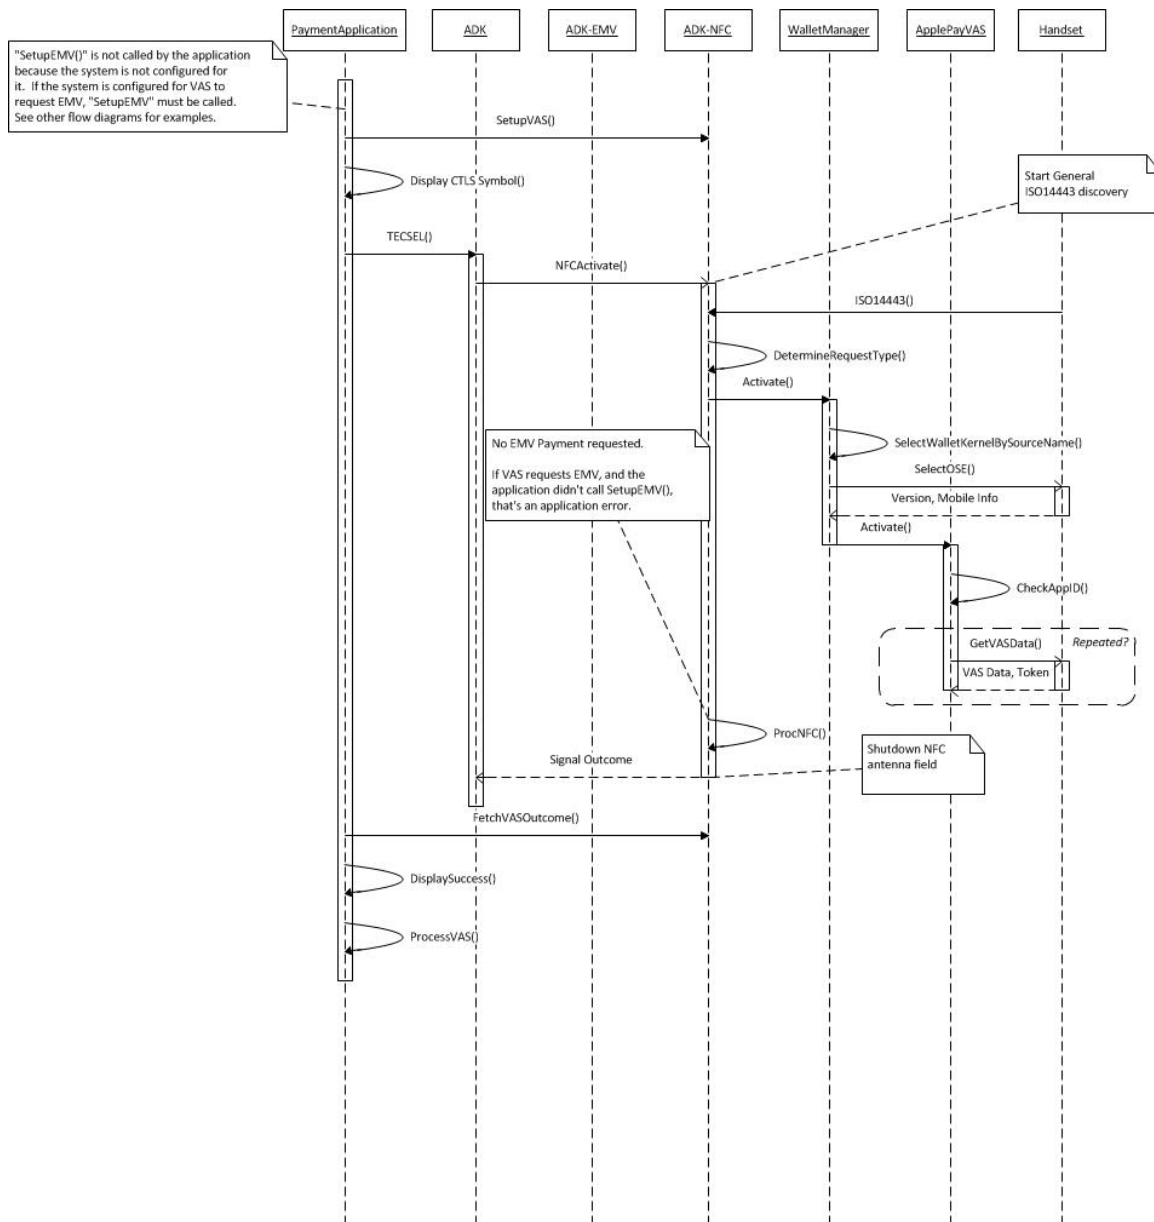 PaymentApplication
ADK
ADK-EMV
ADK-NFC
WalletManager
ApplePayVAS
Handset
"SetupEMV()" is not called by the application
because the system is not configured for
it.  If the system is configured for VAS to
request EMV, "SetupEMV" must be called.
See other flow diagrams for examples.
SetupVAS()
Display CTLS Symbol()
Start General
ISO14443 discovery
TECSEL()
NFCActivate()
ISO14443()
DetermineRequestType()
Activate()
No EMV Payment requested.
If VAS requests EMV, and the
application didn't call SetupEMV(),
that's an application error.
SelectWalletKernelBySourceName()
SelectOSE()
Version, Mobile Info
Activate()
CheckAppID()
GetVASData()
Repeated?
VAS Data, Token
ProcNFC()
Signal Outcome
Shutdown NFC
antenna field
FetchVASOutcome()
DisplaySuccess()
ProcessVAS()